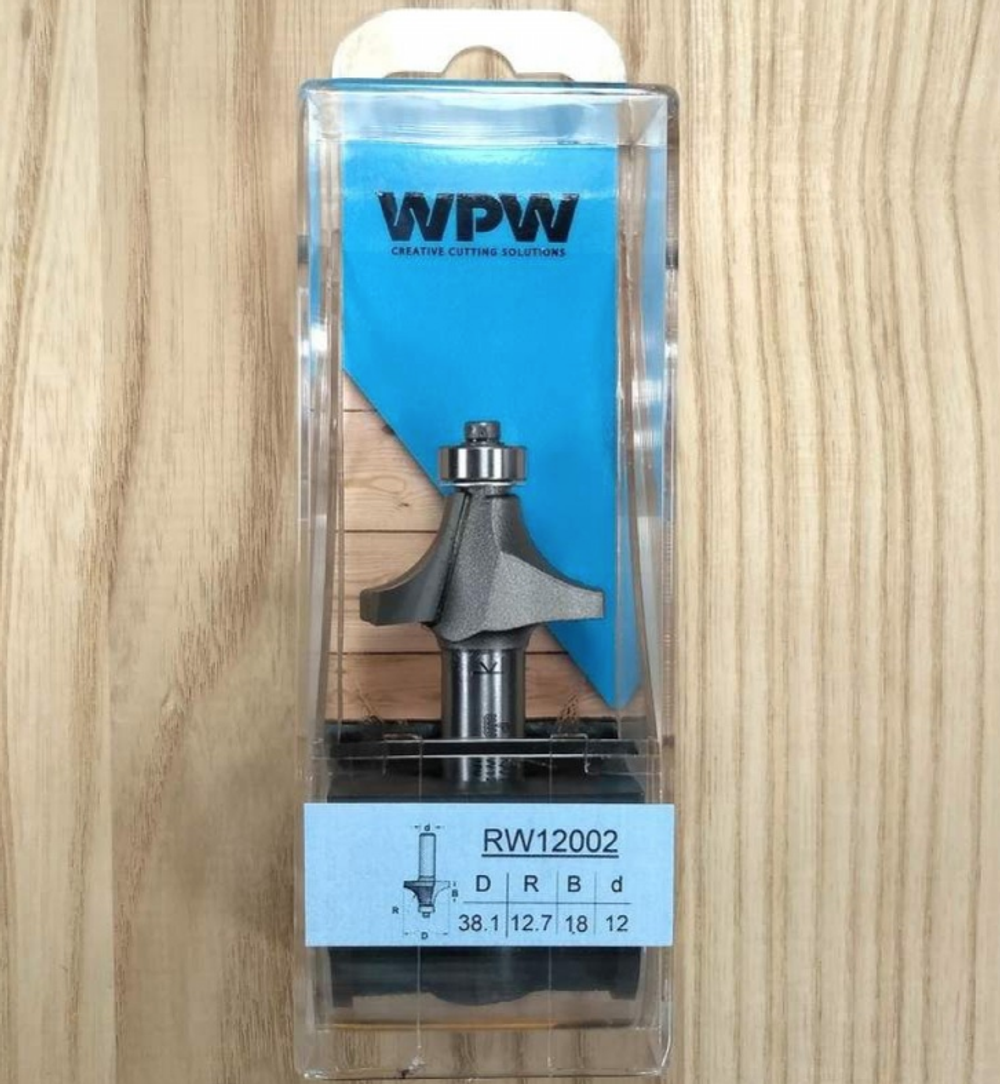 WPW
CREATIVE CUTTING SOLUTIONS
RW12002
d
B
R
D
D R B d
38.1 12.7 18 12